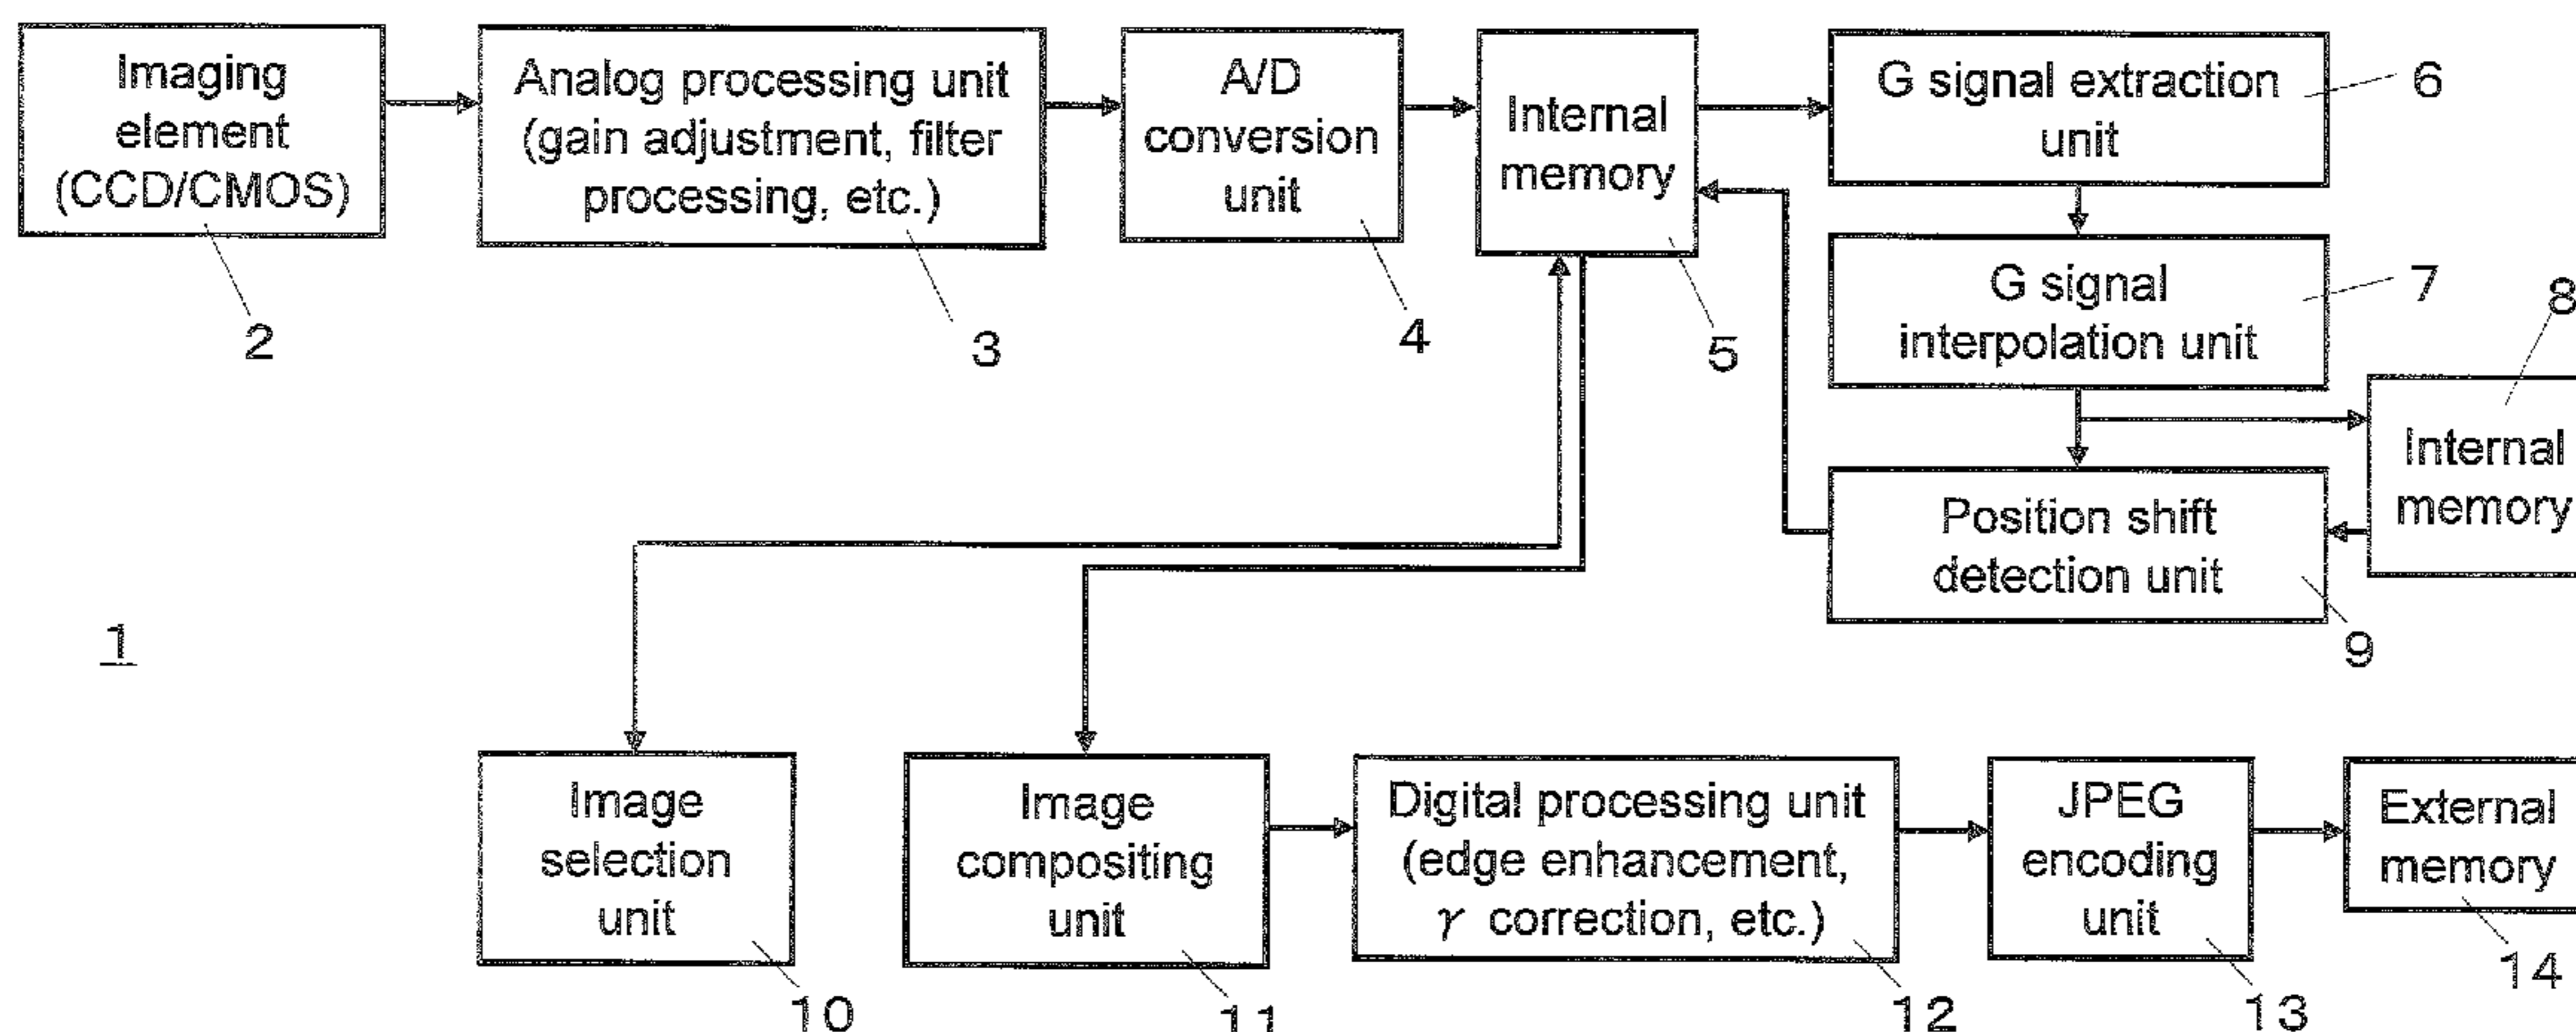 Imaging
element
(CCD/CMOS)
2
Analog processing unit
(gain adjustment, filter
processing, etc.)
3
A/D
conversion
unit
4
Internal
memory
5
G signal extraction
unit
6
G signal
interpolation unit
7
8
Internal
memory
Position shift
detection unit
9
1
Image
selection
unit
10
Image
compositing
unit
11
Digital processing unit
(edge enhancement,
γ correction, etc.)
12
JPEG
encoding
unit
13
External
memory
14